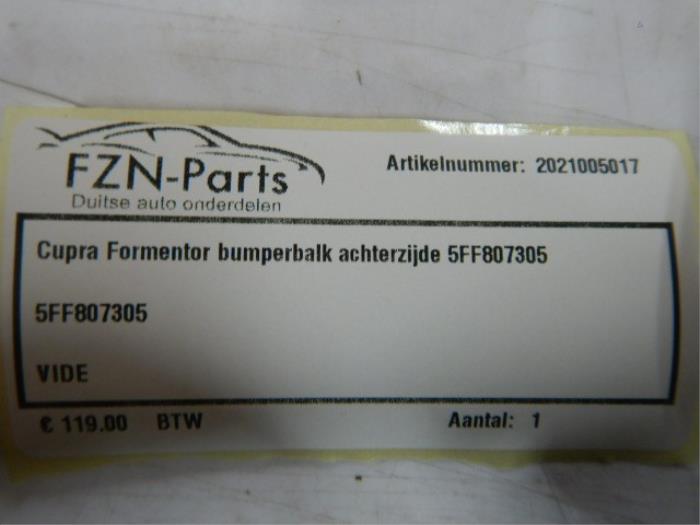 FZN-Parts
Duitse auto onderdelen
Artikelnummer: 2021005017
Cupra Formentor bumperbalk achterzijde 5FF807305
5FF807305
VIDE
€ 119.00 BTW Aantal: 1